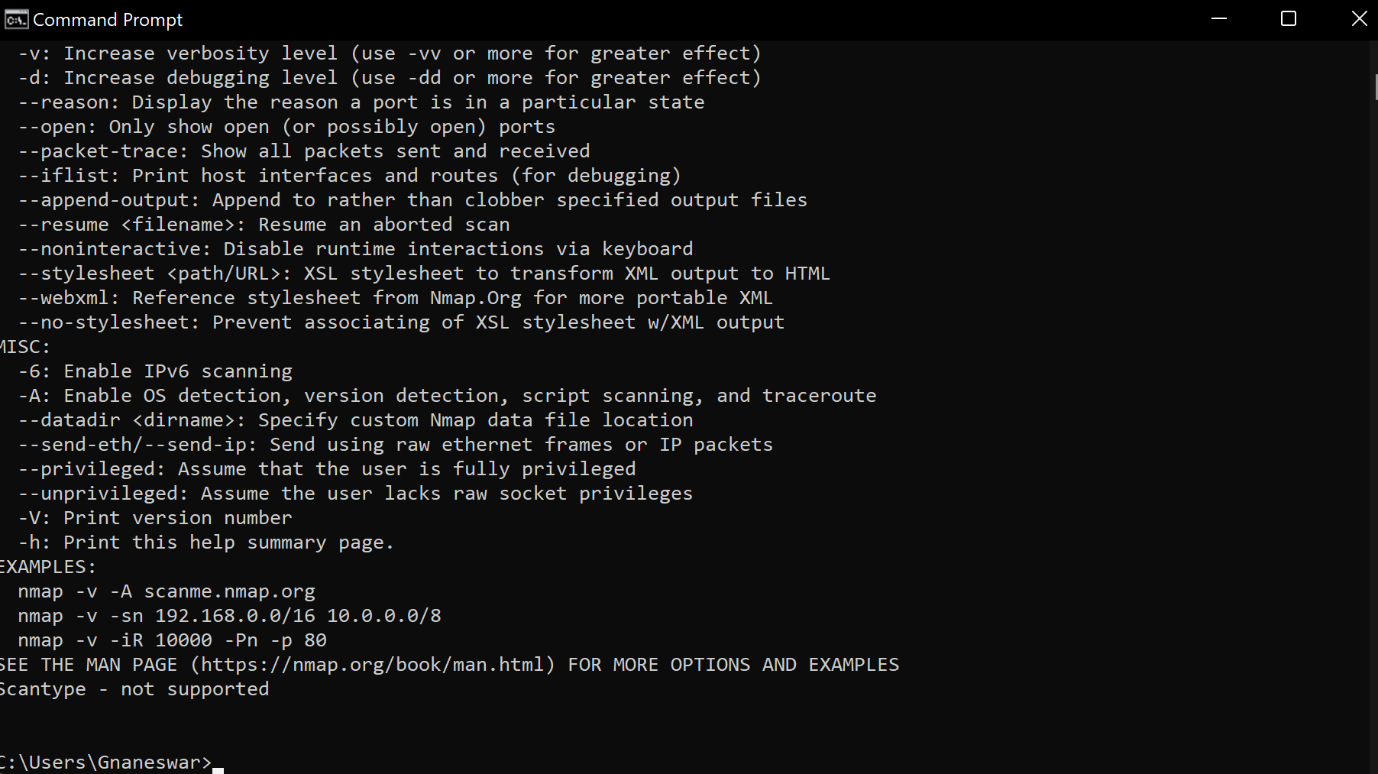 Command Prompt
-v: Increase verbosity level (use -vv or more for greater effect)
-d: Increase debugging level (use -dd or more for greater effect)
--reason: Display the reason a port is in a particular state
--open: Only show open (or possibly open) ports
--packet-trace: Show all packets sent and received
--iflist: Print host interfaces and routes (for debugging)
--append-output: Append to rather than clobber specified output files
--resume <filename>: Resume an aborted scan
--noninteractive: Disable runtime interactions via keyboard
--stylesheet <path/URL>: XSL stylesheet to transform XML output to HTML
--webxml: Reference stylesheet from Nmap.Org for more portable XML
--no-stylesheet: Prevent associating of XSL stylesheet w/XML output
MISC:
-6: Enable IPv6 scanning
-A: Enable OS detection, version detection, script scanning, and traceroute
--datadir <dirname>: Specify custom Nmap data file location
--send-eth/--send-ip: Send using raw ethernet frames or IP packets
--privileged: Assume that the user is fully privileged
--unprivileged: Assume the user lacks raw socket privileges
-V: Print version number
-h: Print this help summary page.
EXAMPLES:
nmap -v -A scanme.nmap.org
nmap -v -sn 192.168.0.0/16 10.0.0.0/8
nmap -v -iR 10000 -Pn -p 80
SEE THE MAN PAGE (https://nmap.org/book/man.html) FOR MORE OPTIONS AND EXAMPLES
Scantype - not supported
C:\Users\Gnaneswar>